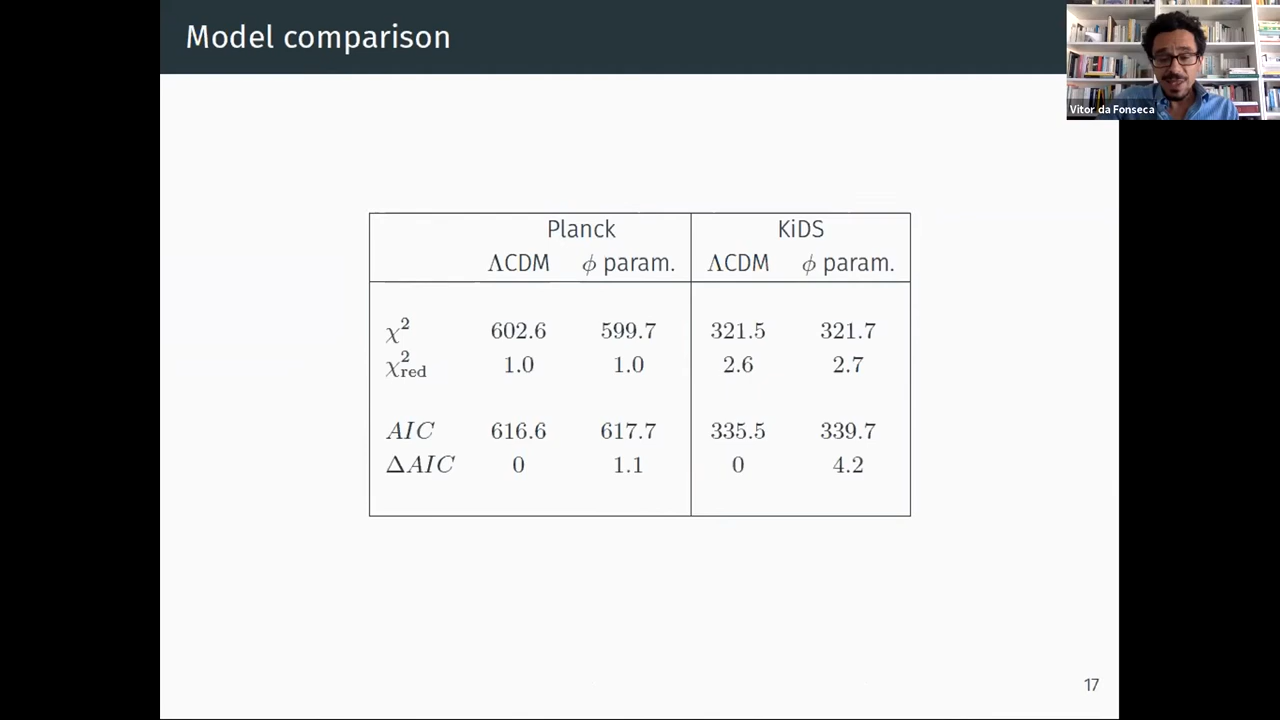 Model comparison
Vitor da Fonseca
Planck KiDS
ΛCDM ϕ param. ΛCDM ϕ param.
χ² 602.6 599.7 321.5 321.7
χ²red 1.0 1.0 2.6 2.7
AIC 616.6 617.7 335.5 339.7
ΔAIC 0 1.1 0 4.2
17